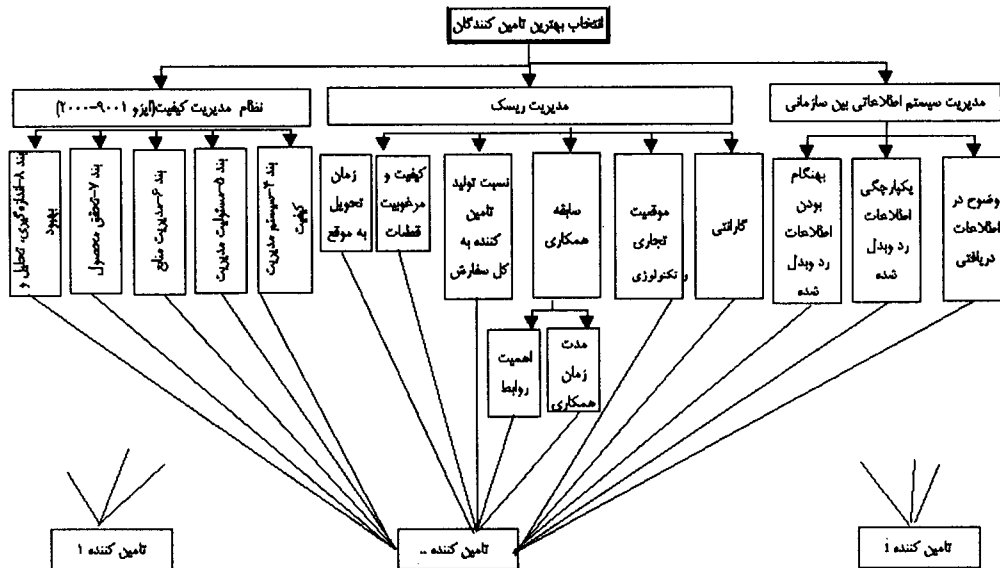 انتخاب بهترین تامین کنندگان
مدیریت سیستم اطلاعاتی بین سازمانی
مدیریت ریسک
نظام مدیریت کیفیت(ایزو ۹۰۰۱-۲۰۰۰)
وضوح در
اطلاعات
دریافتی
یکپارچگی
اطلاعات
رد وبدل
شده
بهنگام
بودن
اطلاعات
رد وبدل
شده
گارانتی
موقعیت
تجاری
و تکنولوژی
سابقه
همکاری
نسبت تولید
تامین
کننده به
کل سفارش
کیفیت و
مرغوبیت
قطعات
زمان
تحویل
به موقع
بند ۴-سیستم مدیریت
کیفیت
بند ۵-مسئولیت مدیریت
بند ۶-مدیریت منابع
بند ۷-تحقق محصول
بند ۸-اندازه‌گیری، تحلیل و
بهبود
مدت
زمان
همکاری
اهمیت
روابط
تامین کننده i
تامین کننده ..
تامین کننده ۱